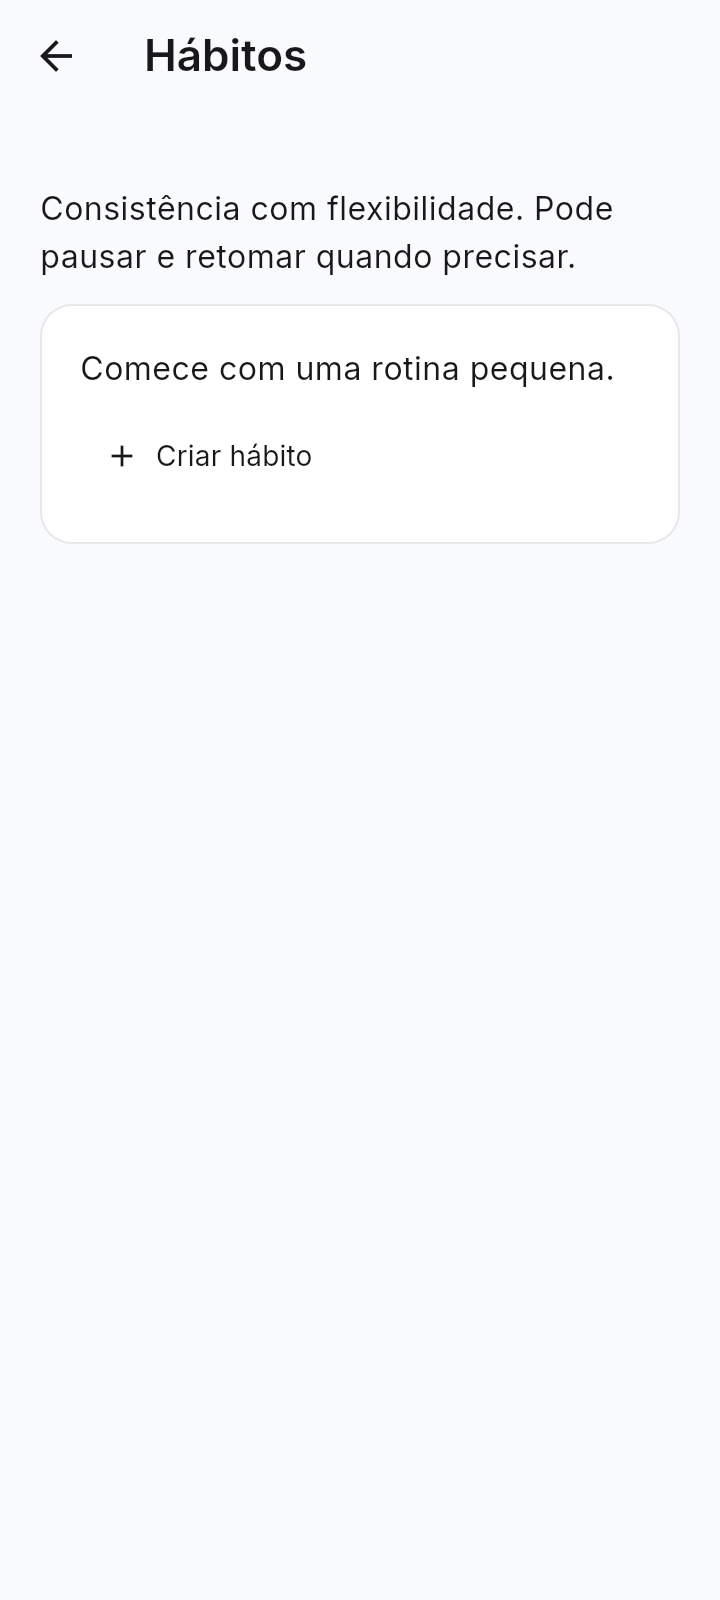 Hábitos
Consistência com flexibilidade. Pode
pausar e retomar quando precisar.
Comece com uma rotina pequena.
Criar hábito